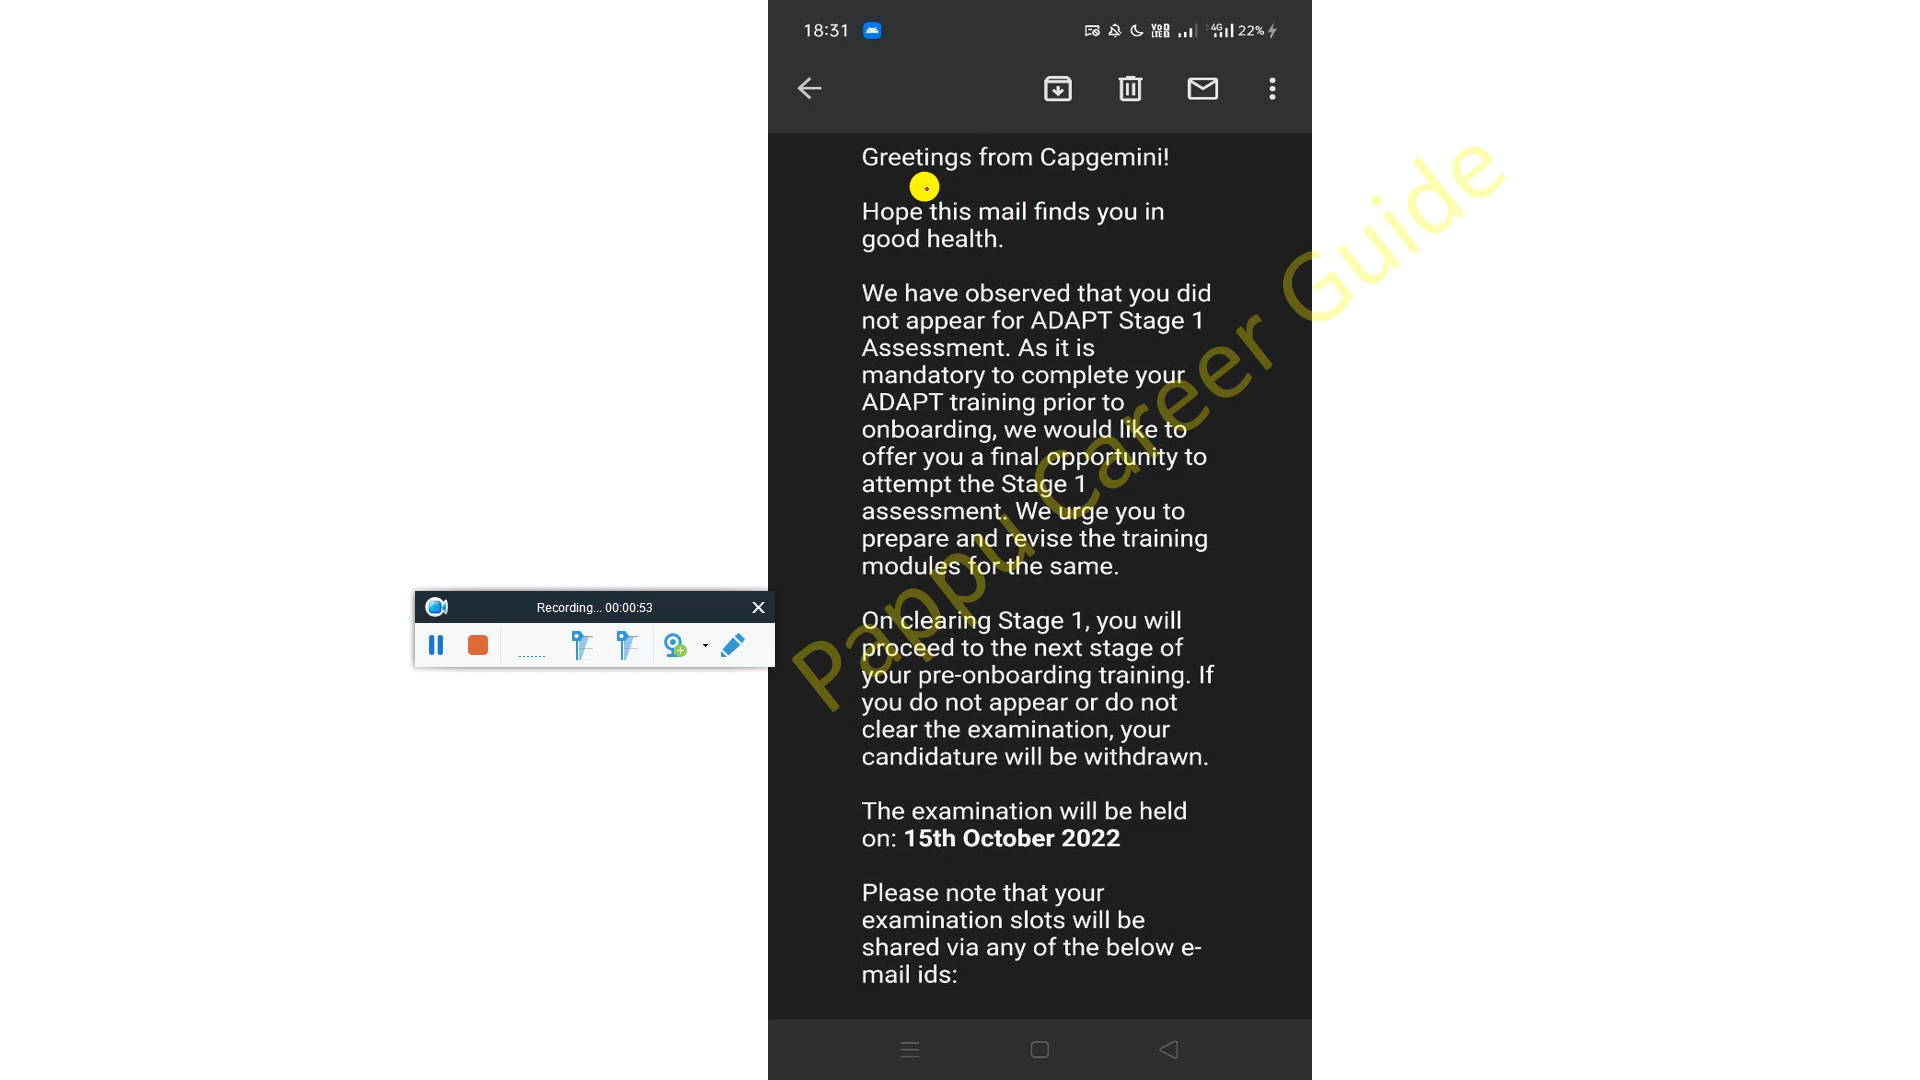 18:31
22%
Greetings from Capgemini!
Hope this mail finds you in
good health.
We have observed that you did
not appear for ADAPT Stage 1
Assessment. As it is
mandatory to complete your
ADAPT training prior to
onboarding, we would like to
offer you a final opportunity to
attempt the Stage 1
assessment. We urge you to
prepare and revise the training
modules for the same.
On clearing Stage 1, you will
proceed to the next stage of
your pre-onboarding training. If
you do not appear or do not
clear the examination, your
candidature will be withdrawn.
The examination will be held
on: 15th October 2022
Please note that your
examination slots will be
shared via any of the below e-
mail ids:
Pappu Career Guide
Recording... 00:00:53